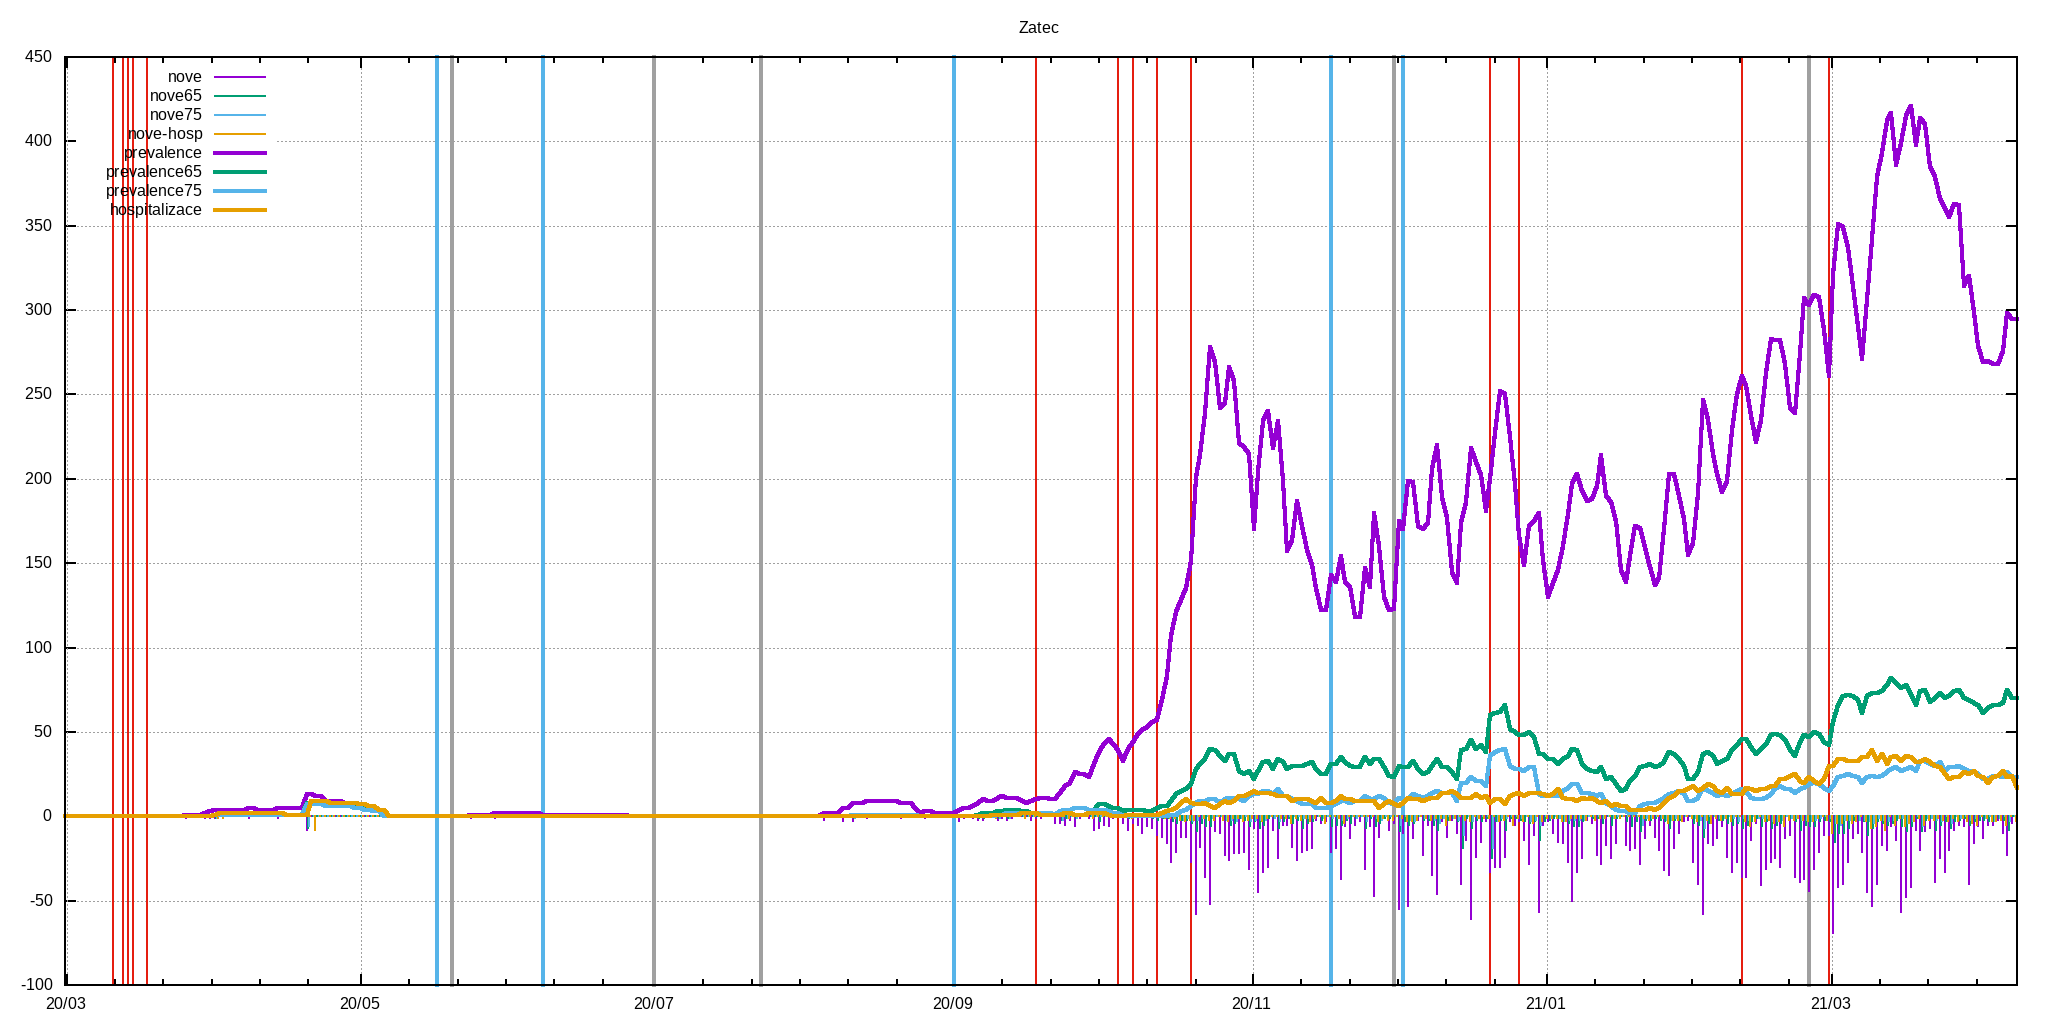 Zatec
450
400
350
300
250
200
150
100
50
0
-50
-100
nove
nove65
nove75
nove-hosp
prevalence
prevalence65
prevalence75
hospitalizace
20/03 20/05 20/07 20/09 20/11 21/01 21/03